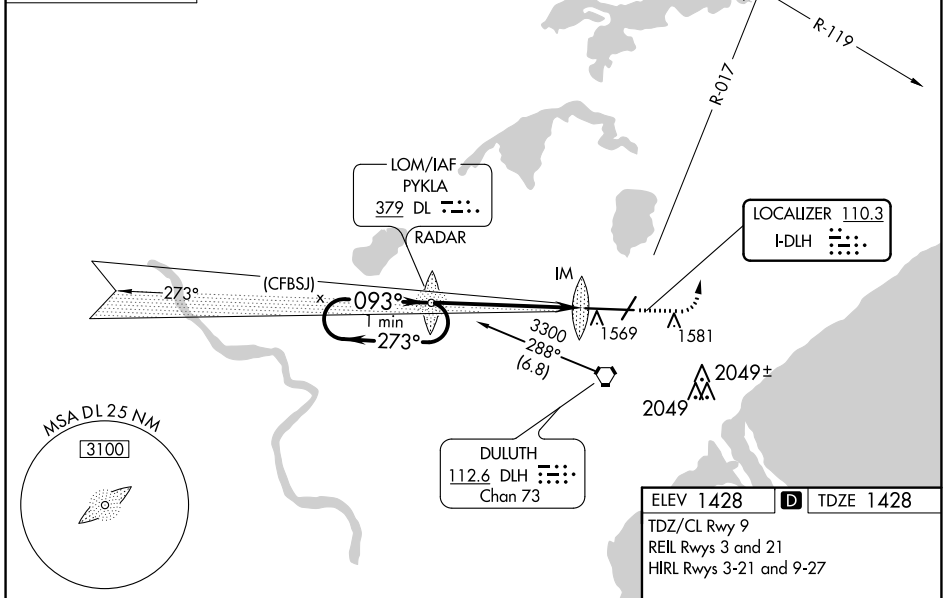 R-119
R-017
LOM/IAF
PYKLA
379 DL
RADAR
LOCALIZER 110.3
I-DLH
IM
(CFBSJ)
273°
x
093°
1 min
273°
1569
1581
3300
288°
(6.8)
2049±
2049
MSA DL 25 NM
3100
DULUTH
112.6 DLH
Chan 73
ELEV 1428 D TDZE 1428
TDZ/CL Rwy 9
REIL Rwys 3 and 21
HIRL Rwys 3-21 and 9-27